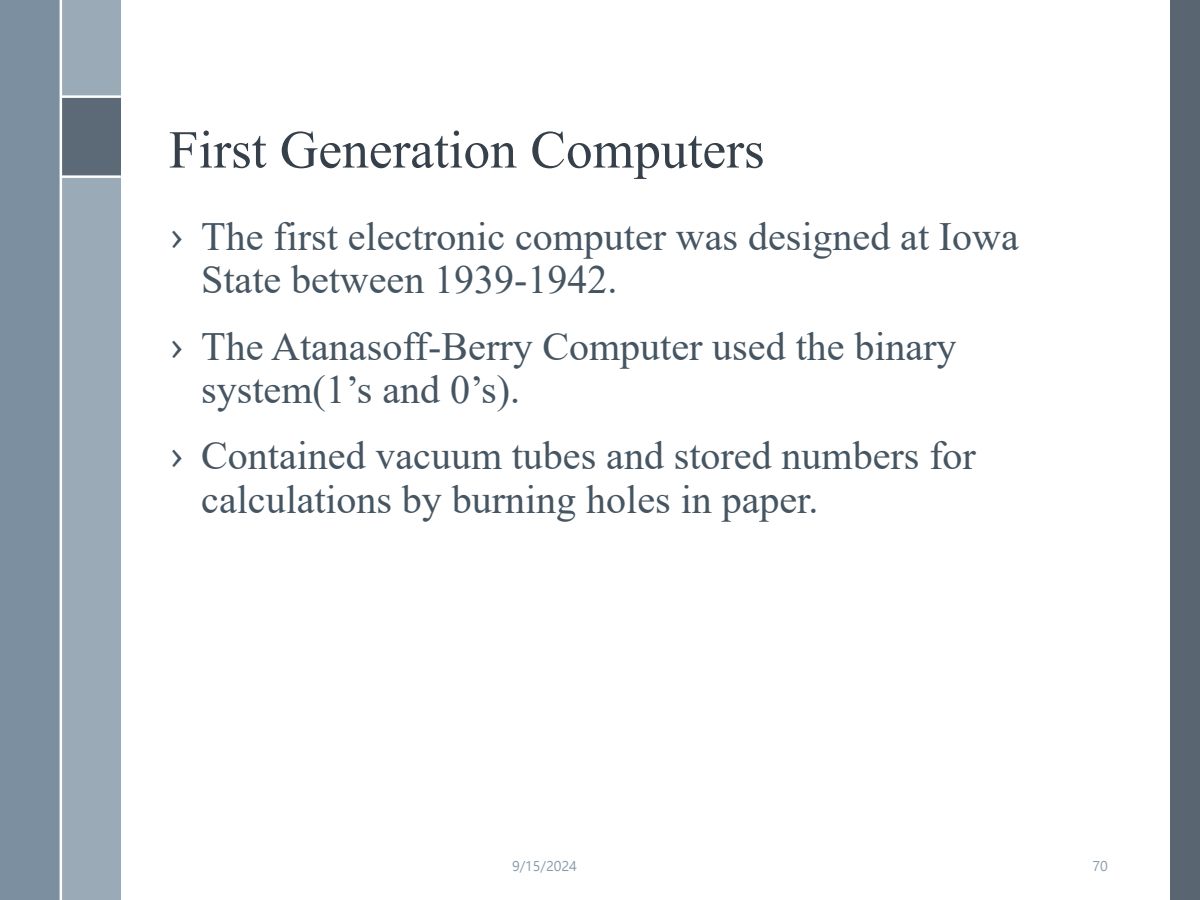 First Generation Computers
› The first electronic computer was designed at Iowa
State between 1939-1942.
› The Atanasoff-Berry Computer used the binary
system(1’s and 0’s).
› Contained vacuum tubes and stored numbers for
calculations by burning holes in paper.
9/15/2024
70